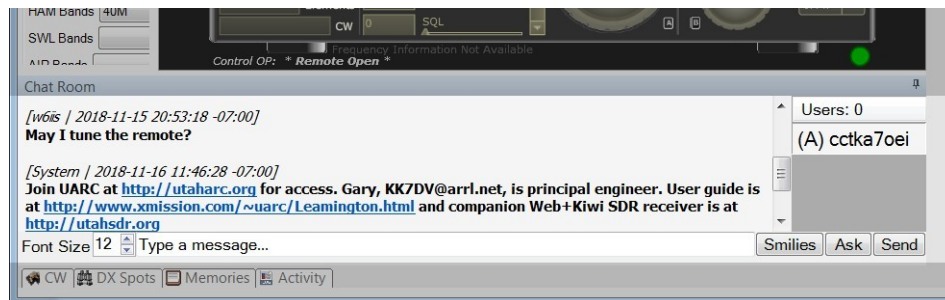 HAM Bands 40M
CW 0 SQL
A B
SWL Bands
Frequency Information Not Available
AIR Bands
Control OP: * Remote Open *
Chat Room
[w6iis | 2018-11-15 20:53:18 -07:00]
May I tune the remote?
Users: 0
(A) cctka7oei
[System | 2018-11-16 11:46:28 -07:00]
Join UARC at http://utaharc.org for access. Gary, KK7DV@arrl.net, is principal engineer. User guide is
at http://www.xmission.com/~uarc/Leamington.html and companion Web+Kiwi SDR receiver is at
http://utahsdr.org
Font Size 12 Type a message... Smilies Ask Send
CW DX Spots Memories Activity